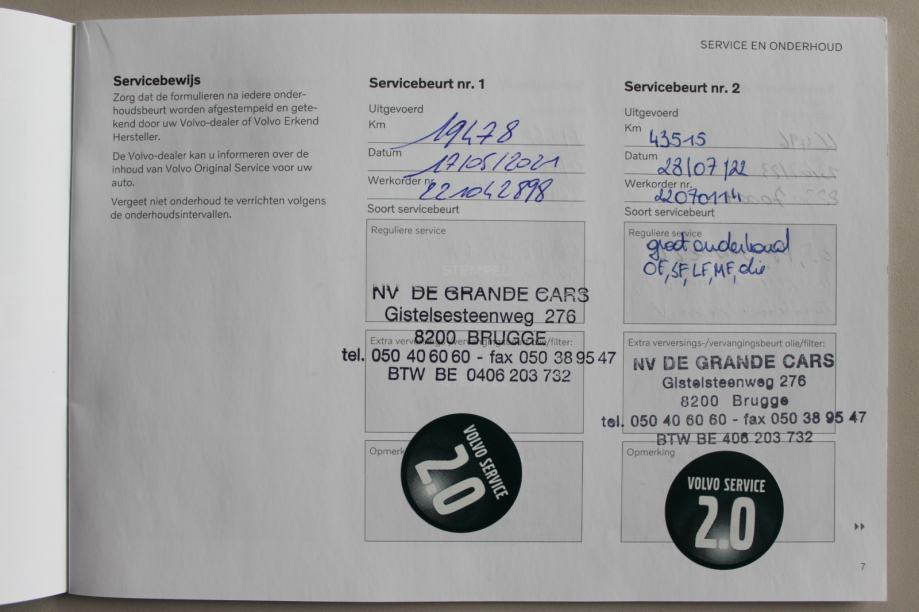 SERVICE EN ONDERHOUD
Servicebewijs
Zorg dat de formulieren na iedere onder-
houdsbeurt worden afgestempeld en gete-
kend door uw Volvo-dealer of Volvo Erkend
Hersteller.
De Volvo-dealer kan u informeren over de
inhoud van Volvo Original Service voor uw
auto.
Vergeet niet onderhoud te verrichten volgens
de onderhoudsintervallen.
Servicebeurt nr. 1
Uitgevoerd
Km 19478
Datum 17/05/2021
Werkorder nr. 221042898
Soort servicebeurt
Reguliere service
STEMPEL
NV DE GRANDE CARS
Gistelsesteenweg 276
8200 BRUGGE
Extra verversings-/vervangingsbeurt olie/filter:
tel. 050 40 60 60 - fax 050 38 95 47
BTW BE 0406 203 732
Opmerking
VOLVO SERVICE
2.0
Servicebeurt nr. 2
Uitgevoerd
Km 43515
Datum 28/07/22
Werkorder nr. 22070114
Soort servicebeurt
Reguliere service
groot onderhoud
OF, SF, LF, MF, olie
Extra verversings-/vervangingsbeurt olie/filter:
NV DE GRANDE CARS
Gistelsteenweg 276
8200 Brugge
tel. 050 40 60 60 - fax 050 38 95 47
BTW BE 406 203 732
Opmerking
VOLVO SERVICE
2.0
7